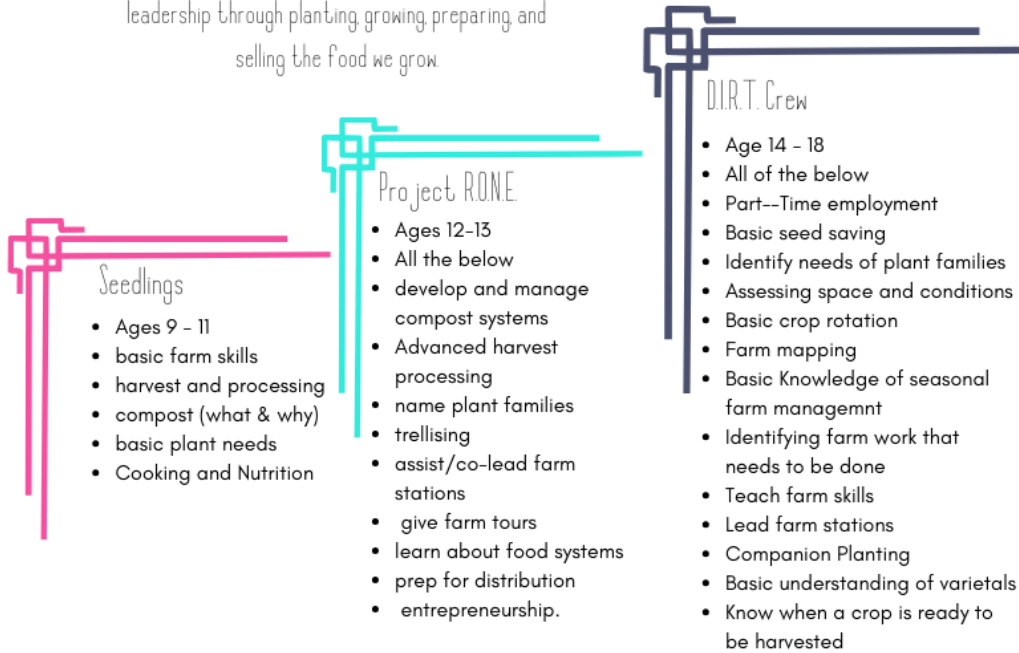 leadership through planting, growing, preparing, and
selling the food we grow.
Seedlings
• Ages 9 - 11
• basic farm skills
• harvest and processing
• compost (what & why)
• basic plant needs
• Cooking and Nutrition
Project R.O.N.E.
• Ages 12-13
• All the below
• develop and manage
compost systems
• Advanced harvest
processing
• name plant families
• trellising
• assist/co-lead farm
stations
• give farm tours
• learn about food systems
• prep for distribution
• entrepreneurship.
D.I.R.T. Crew
• Age 14 - 18
• All of the below
• Part--Time employment
• Basic seed saving
• Identify needs of plant families
• Assessing space and conditions
• Basic crop rotation
• Farm mapping
• Basic Knowledge of seasonal
farm managemnt
• Identifying farm work that
needs to be done
• Teach farm skills
• Lead farm stations
• Companion Planting
• Basic understanding of varietals
• Know when a crop is ready to
be harvested